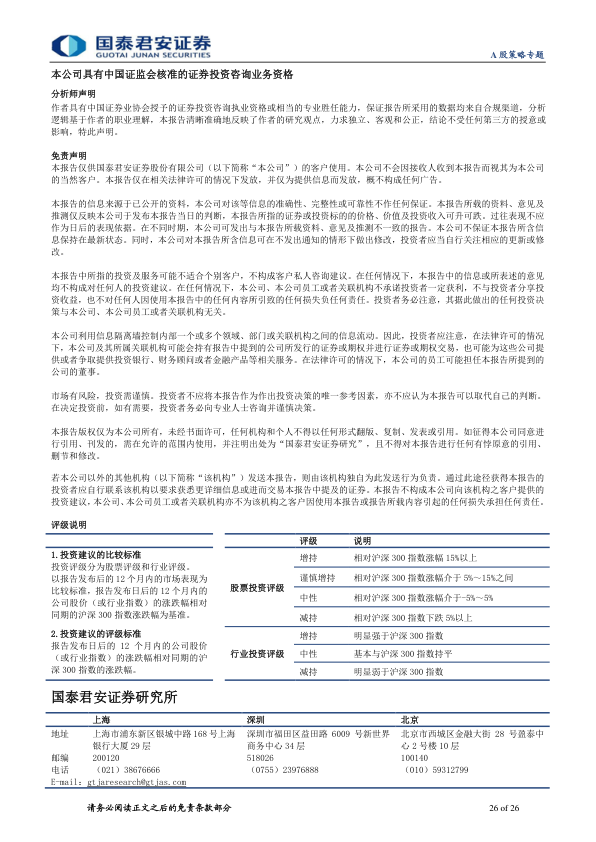 国泰君安证券
GUOTAI JUNAN SECURITIES
A 股策略专题
本公司具有中国证监会核准的证券投资咨询业务资格
分析师声明
作者具有中国证券业协会授予的证券投资咨询执业资格或相当的专业胜任能力，保证报告所采用的数据均来自合规渠道，分析
逻辑基于作者的职业理解，本报告清晰准确地反映了作者的研究观点，力求独立、客观和公正，结论不受任何第三方的授意或
影响，特此声明。
免责声明
本报告仅供国泰君安证券股份有限公司（以下简称“本公司”）的客户使用。本公司不会因接收人收到本报告而视其为本公司
的当然客户。本报告仅在相关法律许可的情况下发放，并仅为提供信息而发放，概不构成任何广告。
本报告的信息来源于已公开的资料，本公司对该等信息的准确性、完整性或可靠性不作任何保证。本报告所载的资料、意见及
推测仅反映本公司于发布本报告当日的判断，本报告所指的证券或投资标的的价格、价值及投资收入可升可跌。过往表现不应
作为日后的表现依据。在不同时期，本公司可发出与本报告所载资料、意见及推测不一致的报告。本公司不保证本报告所含信
息保持在最新状态。同时，本公司对本报告所含信息可在不发出通知的情形下做出修改，投资者应当自行关注相应的更新或修
改。
本报告中所指的投资及服务可能不适合个别客户，不构成客户私人咨询建议。在任何情况下，本报告中的信息或所表述的意见
均不构成对任何人的投资建议。在任何情况下，本公司、本公司员工或者关联机构不承诺投资者一定获利，不与投资者分享投
资收益，也不对任何人因使用本报告中的任何内容所引致的任何损失负任何责任。投资者务必注意，其据此做出的任何投资决
策与本公司、本公司员工或者关联机构无关。
本公司利用信息隔离墙控制内部一个或多个领域、部门或关联机构之间的信息流动。因此，投资者应注意，在法律许可的情况
下，本公司及其所属关联机构可能会持有报告中提到的公司所发行的证券或期权并进行证券或期权交易，也可能为这些公司提
供或者争取提供投资银行、财务顾问或者金融产品等相关服务。在法律许可的情况下，本公司的员工可能担任本报告所提到的
公司的董事。
市场有风险，投资需谨慎。投资者不应将本报告作为作出投资决策的唯一参考因素，亦不应认为本报告可以取代自己的判断。
在决定投资前，如有需要，投资者务必向专业人士咨询并谨慎决策。
本报告版权仅为本公司所有，未经书面许可，任何机构和个人不得以任何形式翻版、复制、发表或引用。如征得本公司同意进
行引用、刊发的，需在允许的范围内使用，并注明出处为“国泰君安证券研究”，且不得对本报告进行任何有悖原意的引用、
删节和修改。
若本公司以外的其他机构（以下简称“该机构”）发送本报告，则由该机构独自为此发送行为负责。通过此途径获得本报告的
投资者应自行联系该机构以要求获悉更详细信息或进而交易本报告中提及的证券。本报告不构成本公司向该机构之客户提供的
投资建议，本公司、本公司员工或者关联机构亦不为该机构之客户因使用本报告或报告所载内容引起的任何损失承担任何责任。
评级说明
评级 说明
1.投资建议的比较标准
投资评级分为股票评级和行业评级。
以报告发布后的 12 个月内的市场表现为
比较标准，报告发布日后的 12 个月内的
公司股价（或行业指数）的涨跌幅相对
同期的沪深 300 指数涨跌幅为基准。
股票投资评级
增持 相对沪深 300 指数涨幅 15%以上
谨慎增持 相对沪深 300 指数涨幅介于 5%～15%之间
中性 相对沪深 300 指数涨幅介于-5%～5%
减持 相对沪深 300 指数下跌 5%以上
2.投资建议的评级标准
报告发布日后的 12 个月内的公司股价
（或行业指数）的涨跌幅相对同期的沪
深 300 指数的涨跌幅。
行业投资评级
增持 明显强于沪深 300 指数
中性 基本与沪深 300 指数持平
减持 明显弱于沪深 300 指数
国泰君安证券研究所
上海 深圳 北京
地址 上海市浦东新区银城中路 168 号上海 深圳市福田区益田路 6009 号新世界 北京市西城区金融大街 28 号盈泰中
银行大厦 29 层 商务中心 34 层 心 2 号楼 10 层
邮编 200120 518026 100140
电话 （021）38676666 （0755）23976888 （010）59312799
E-mail：gtjaresearch@gtjas.com
请务必阅读正文之后的免责条款部分
26 of 26